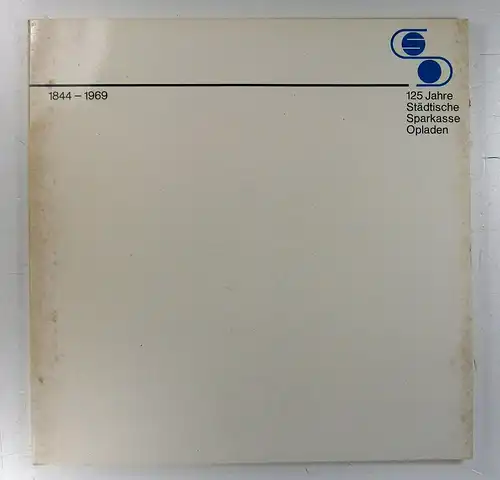 1844 – 1969
125 Jahre
Städtische
Sparkasse
Opladen